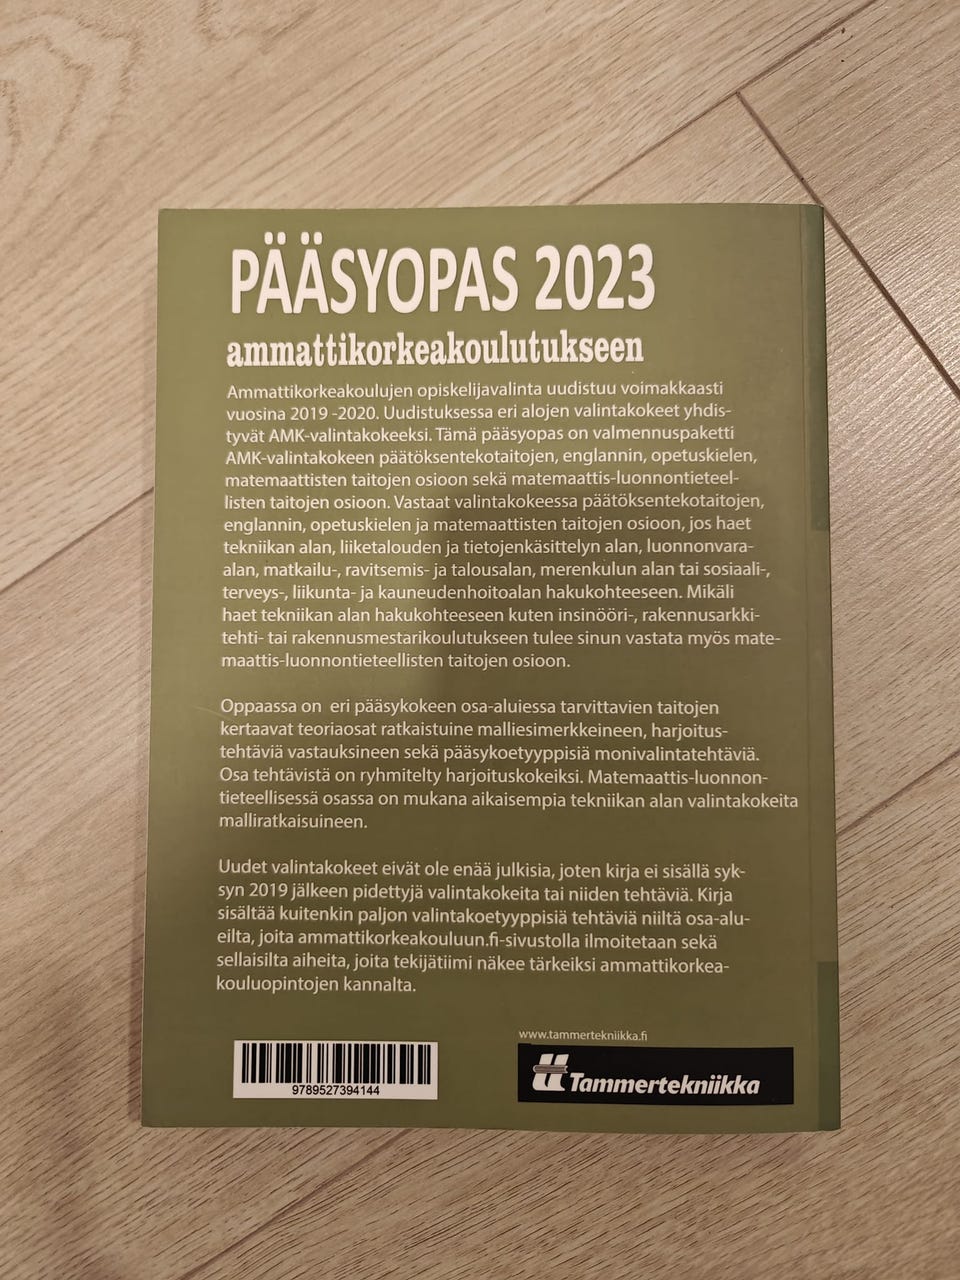 PÄÄSYOPAS 2023
ammattikorkeakoulutukseen
Ammattikorkeakoulujen opiskelijavalinta uudistuu voimakkaasti
vuosina 2019 -2020. Uudistuksessa eri alojen valintakokeet yhdis-
tyvät AMK-valintakokeeksi. Tämä pääsyopas on valmennuspaketti
AMK-valintakokeen päätöksentekotaitojen, englannin, opetuskielen,
matemaattisten taitojen osioon sekä matemaattis-luonnontieteel-
listen taitojen osioon. Vastaat valintakokeessa päätöksentekotaitojen,
englannin, opetuskielen ja matemaattisten taitojen osioon, jos haet
tekniikan alan, liiketalouden ja tietojenkäsittelyn alan, luonnonvara-
alan, matkailu-, ravitsemis- ja talousalan, merenkulun alan tai sosiaali-,
terveys-, liikunta- ja kauneudenhoitoalan hakukohteeseen. Mikäli
haet tekniikan alan hakukohteeseen kuten insinööri-, rakennusarkki-
tehti- tai rakennusmestarikoulutukseen tulee sinun vastata myös mate-
maattis-luonnontieteellisten taitojen osioon.
Oppaassa on eri pääsykokeen osa-aluiessa tarvittavien taitojen
kertaavat teoriaosat ratkaistuine malliesimerkkeineen, harjoitus-
tehtäviä vastauksineen sekä pääsykoetyyppisiä monivalintatehtäviä.
Osa tehtävistä on ryhmitelty harjoituskokeiksi. Matemaattis-luonnon-
tieteellisessä osassa on mukana aikaisempia tekniikan alan valintakokeita
malliratkaisuineen.
Uudet valintakokeet eivät ole enää julkisia, joten kirja ei sisällä syk-
syn 2019 jälkeen pidettyjä valintakokeita tai niiden tehtäviä. Kirja
sisältää kuitenkin paljon valintakoetyyppisiä tehtäviä niiltä osa-alu-
eilta, joita ammattikorkeakouluun.fi-sivustolla ilmoitetaan sekä
sellaisilta aiheita, joita tekijätiimi näkee tärkeiksi ammattikorkea-
kouluopintojen kannalta.
www.tammertekniikka.fi
9789527394144
Tammertekniikka